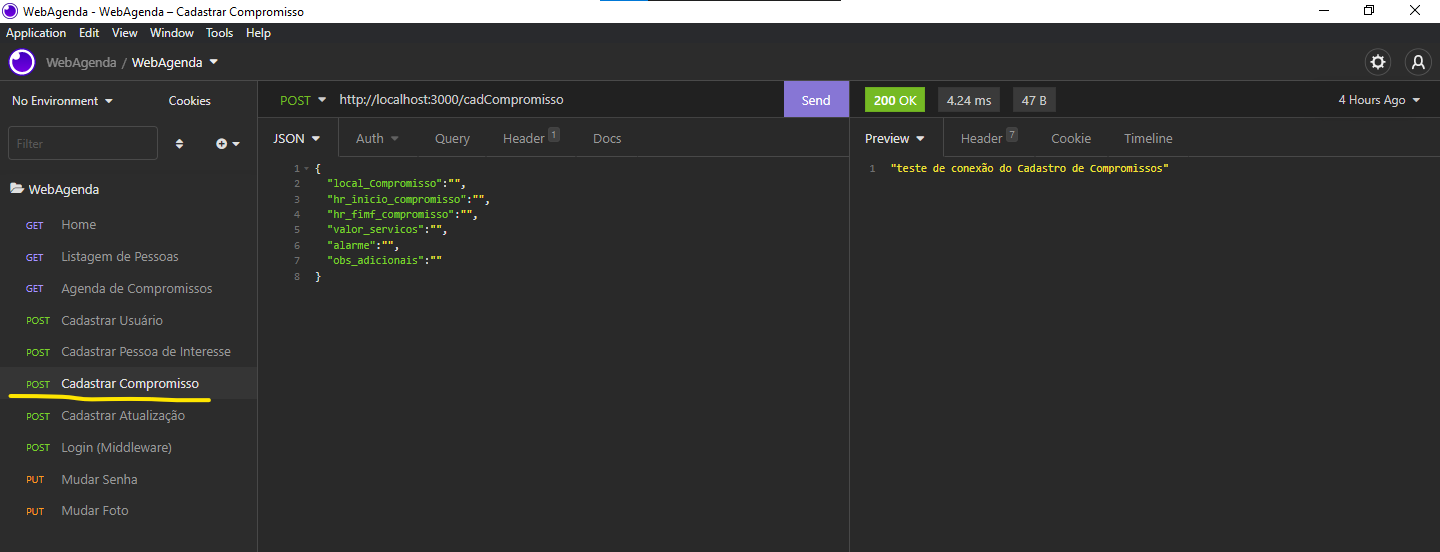 WebAgenda - WebAgenda – Cadastrar Compromisso
Application Edit View Window Tools Help
WebAgenda / WebAgenda
No Environment Cookies
Filter
WebAgenda
GET Home
GET Listagem de Pessoas
GET Agenda de Compromissos
POST Cadastrar Usuário
POST Cadastrar Pessoa de Interesse
POST Cadastrar Compromisso
POST Cadastrar Atualização
POST Login (Middleware)
PUT Mudar Senha
PUT Mudar Foto
POST http://localhost:3000/cadCompromisso Send
JSON Auth Query Header 1 Docs
1 {
2 "local_Compromisso":"",
3 "hr_inicio_compromisso":"",
4 "hr_fimf_compromisso":"",
5 "valor_servicos":"",
6 "alarme":"",
7 "obs_adicionais":""
8 }
200 OK 4.24 ms 47 B 4 Hours Ago
Preview Header 7 Cookie Timeline
1 "teste de conexão do Cadastro de Compromissos"